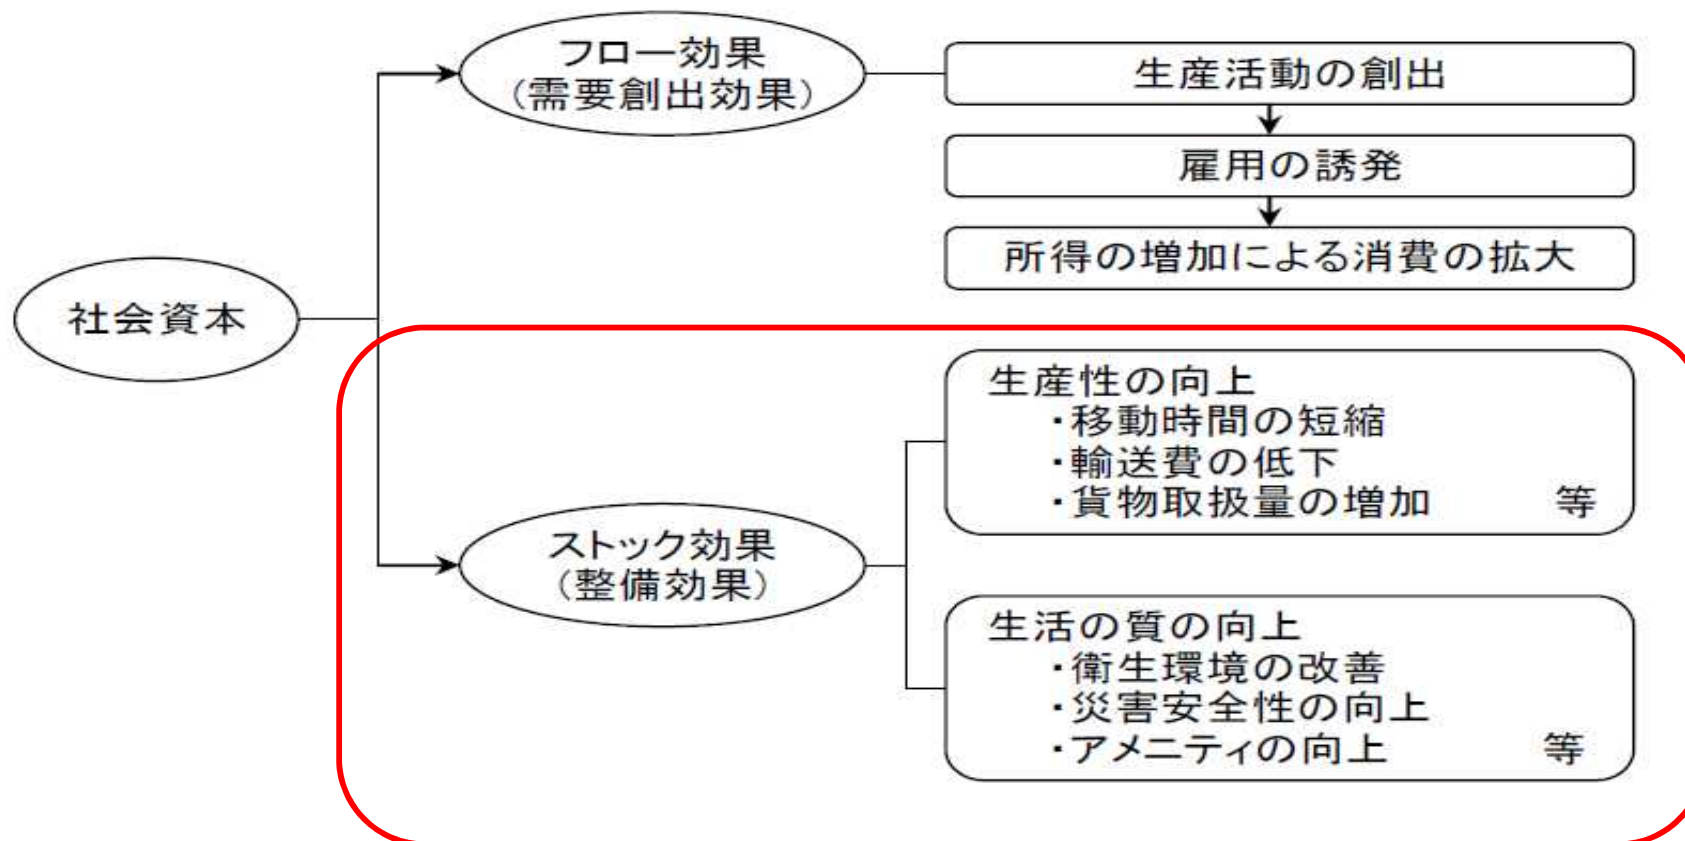 社会資本
フロー効果
(需要創出効果)
生産活動の創出
雇用の誘発
所得の増加による消費の拡大
ストック効果
(整備効果)
生産性の向上
・移動時間の短縮
・輸送費の低下
・貨物取扱量の増加 等
生活の質の向上
・衛生環境の改善
・災害安全性の向上
・アメニティの向上 等